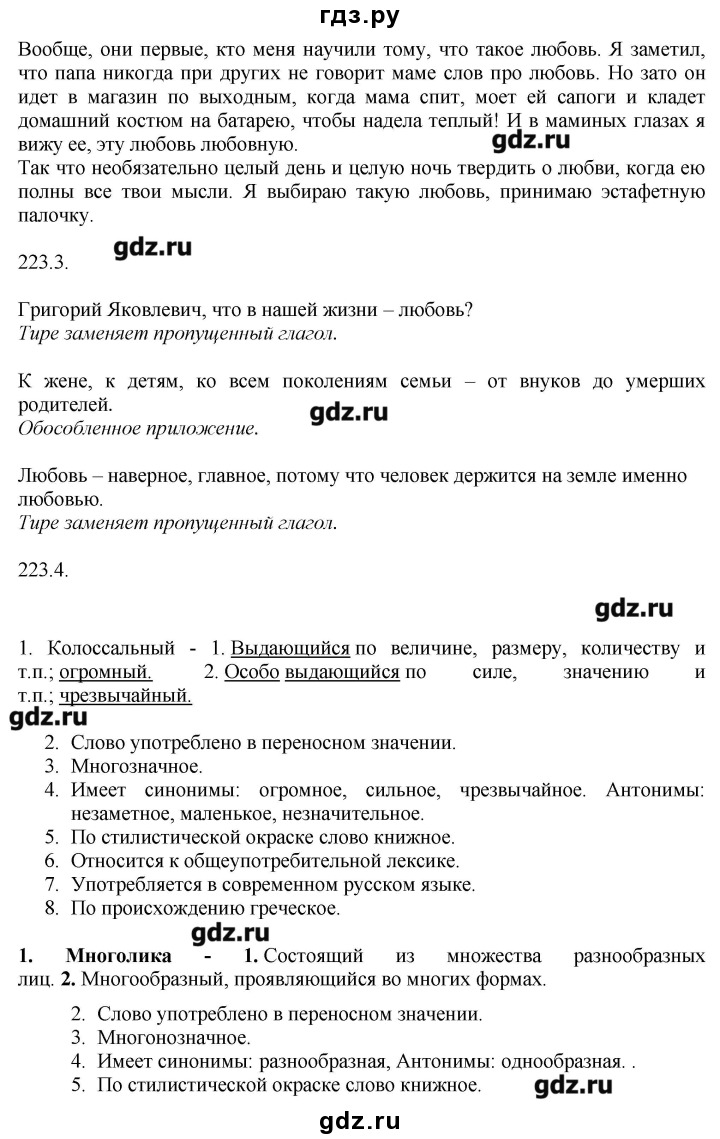 гдз.ру
Вообще, они первые, кто меня научили тому, что такое любовь. Я заметил,
что папа никогда при других не говорит маме слов про любовь. Но зато он
идет в магазин по выходным, когда мама спит, моет ей сапоги и кладет
домашний костюм на батарею, чтобы надела теплый! И в маминых глазах я
вижу ее, эту любовь любовную.
gdz.ru
Так что необязательно целый день и целую ночь твердить о любви, когда ею
полны все твои мысли. Я выбираю такую любовь, принимаю эстафетную
палочку.
gdz.ru
223.3.
Григорий Яковлевич, что в нашей жизни – любовь?
Тире заменяет пропущенный глагол.
К жене, к детям, ко всем поколениям семьи – от внуков до умерших
родителей.
gdz.ru
Обособленное приложение.
Любовь – наверное, главное, потому что человек держится на земле именно
любовью.
Тире заменяет пропущенный глагол.
223.4.
gdz.ru
1. Колоссальный - 1. Выдающийся по величине, размеру, количеству и
т.п.; огромный. 2. Особо выдающийся по силе, значению и
т.п.; чрезвычайный.
gdz.ru
2. Слово употреблено в переносном значении.
3. Многозначное.
4. Имеет синонимы: огромное, сильное, чрезвычайное. Антонимы:
незаметное, маленькое, незначительное.
5. По стилистической окраске слово книжное.
6. Относится к общеупотребительной лексике.
7. Употребляется в современном русском языке.
8. По происхождению греческое.
gdz.ru
1. Многолика - 1. Состоящий из множества разнообразных
лиц. 2. Многообразный, проявляющийся во многих формах.
2. Слово употреблено в переносном значении.
3. Многонозначное.
4. Имеет синонимы: разнообразная, Антонимы: однообразная. .
5. По стилистической окраске слово книжное.
gdz.ru
gdz.ru